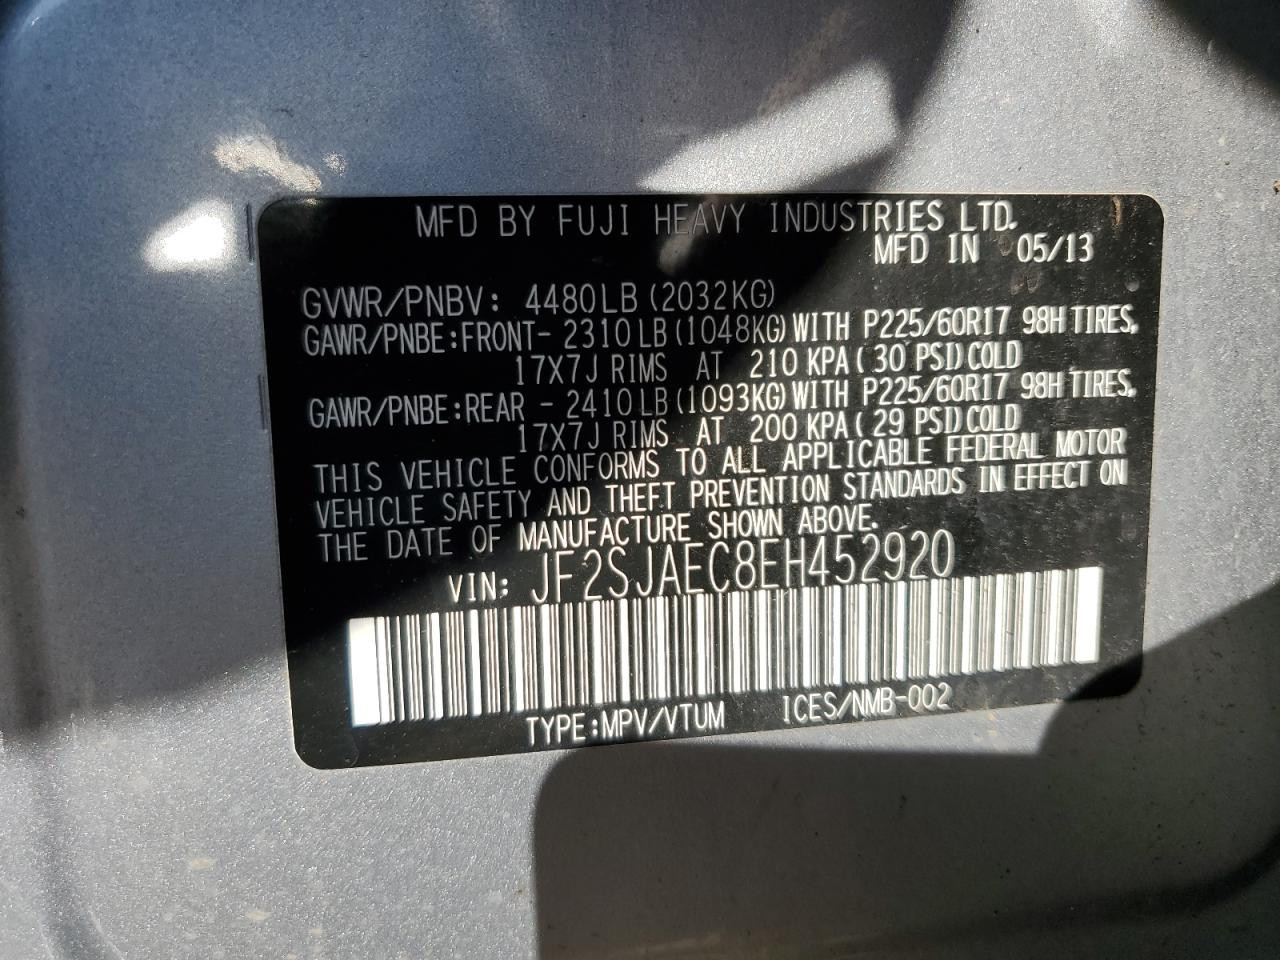 MFD BY FUJI HEAVY INDUSTRIES LTD.
MFD IN 05/13
GVWR/PNBV: 4480LB (2032KG)
GAWR/PNBE:FRONT- 2310 LB (1048KG) WITH P225/60R17 98H TIRES,
17X7J RIMS AT 210 KPA ( 30 PSI) COLD
GAWR/PNBE:REAR - 2410 LB (1093KG) WITH P225/60R17 98H TIRES,
17X7J RIMS AT 200 KPA ( 29 PSI) COLD
THIS VEHICLE CONFORMS TO ALL APPLICABLE FEDERAL MOTOR
VEHICLE SAFETY AND THEFT PREVENTION STANDARDS IN EFFECT ON
THE DATE OF MANUFACTURE SHOWN ABOVE.
VIN: JF2SJAEC8EH452920
TYPE:MPV/VTUM ICES/NMB-002